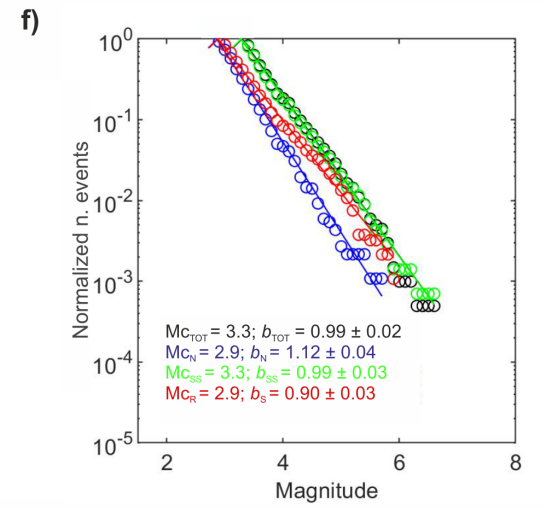 f)
10⁰
10⁻¹
10⁻²
10⁻³
10⁻⁴
10⁻⁵
Normalized n. events
Mc_TOT = 3.3; b_TOT = 0.99 ± 0.02
Mc_N = 2.9; b_N = 1.12 ± 0.04
Mc_SS = 3.3; b_SS = 0.99 ± 0.03
Mc_R = 2.9; b_S = 0.90 ± 0.03
2 4 6 8
Magnitude